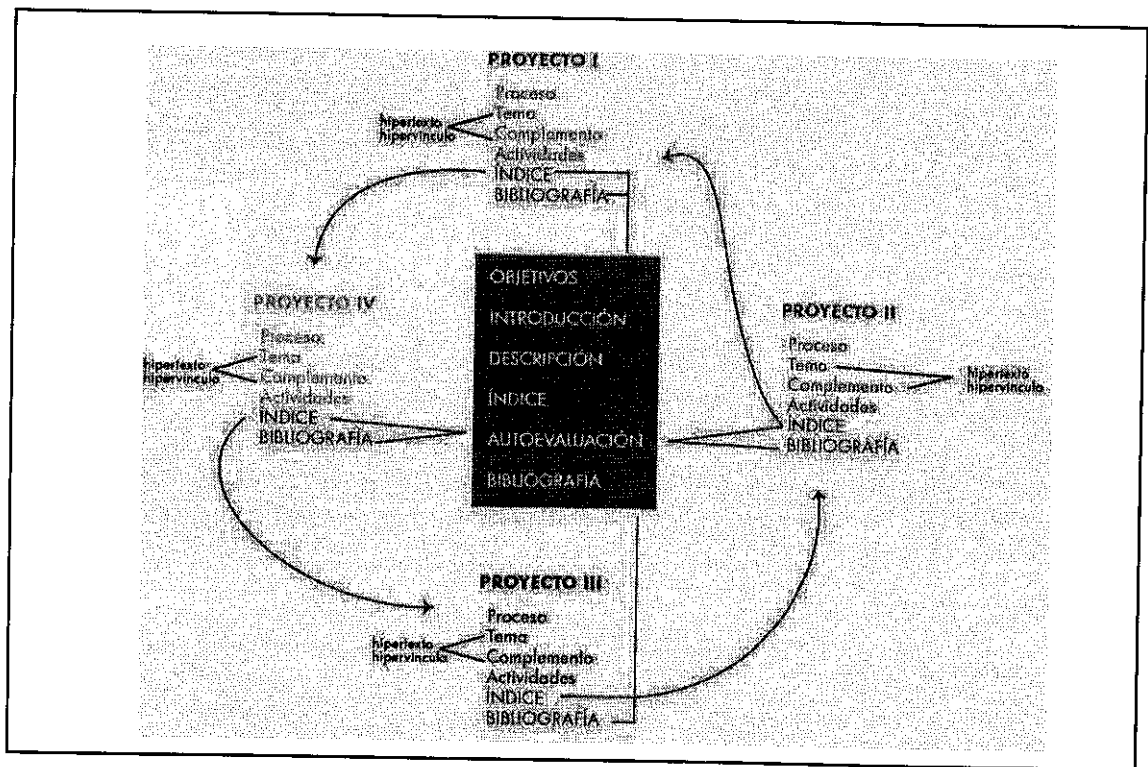 PROYECTO I
Proceso
Tema
hipertexto
hipervínculo
Complemento
Actividades
ÍNDICE
BIBLIOGRAFÍA
OBJETIVOS
INTRODUCCIÓN
DESCRIPCIÓN
ÍNDICE
AUTOEVALUACIÓN
BIBLIOGRAFÍA
PROYECTO IV
Proceso
Tema
hipertexto
hipervínculo
Complemento
Actividades
ÍNDICE
BIBLIOGRAFÍA
PROYECTO II
Proceso
Tema
Complemento
hipertexto
hipervínculo
Actividades
ÍNDICE
BIBLIOGRAFÍA
PROYECTO III
Proceso
Tema
hipertexto
hipervínculo
Complemento
Actividades
ÍNDICE
BIBLIOGRAFÍA